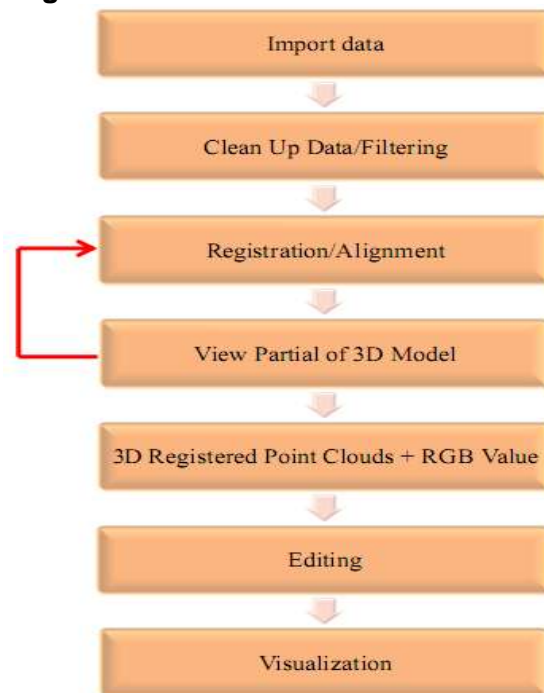 Import data
Clean Up Data/Filtering
Registration/Alignment
View Partial of 3D Model
3D Registered Point Clouds + RGB Value
Editing
Visualization